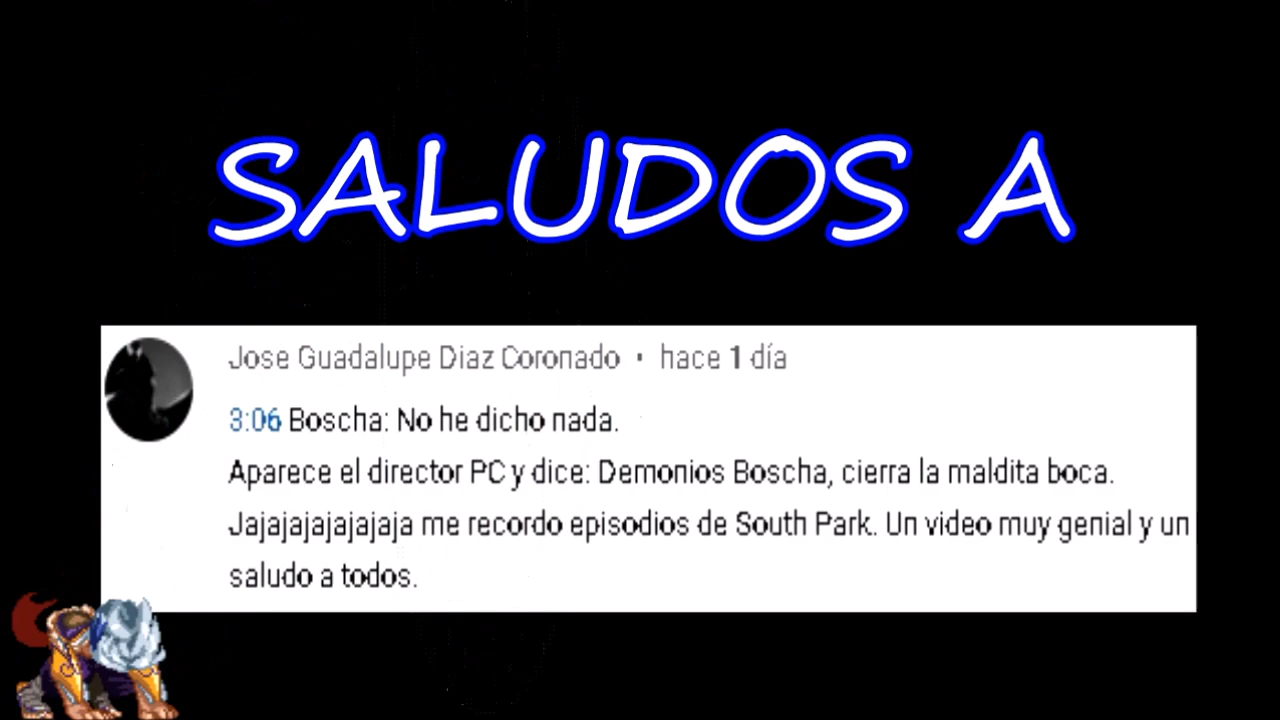 SALUDOS A
Jose Guadalupe Diaz Coronado • hace 1 día
3:06 Boscha: No he dicho nada.
Aparece el director PC y dice: Demonios Boscha, cierra la maldita boca.
Jajajajajajajaja me recordo episodios de South Park. Un video muy genial y un
saludo a todos.